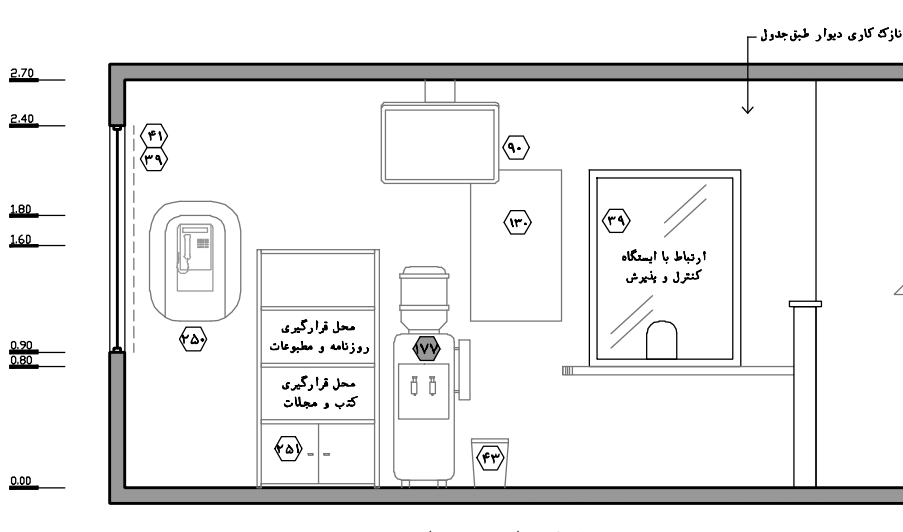 نازک کاری دیوار طبق جدول
2.70
2.40
1.80
1.60
0.90
0.80
0.00
۴۱
۳۹
۹۰
۱۳۰
۳۹
ارتباط با ایستگاه
کنترل و پذیرش
۲۵۰
محل قرارگیری
روزنامه و مطبوعات
۱۷۷
محل قرارگیری
کتب و مجلات
۲۵۱
۴۳